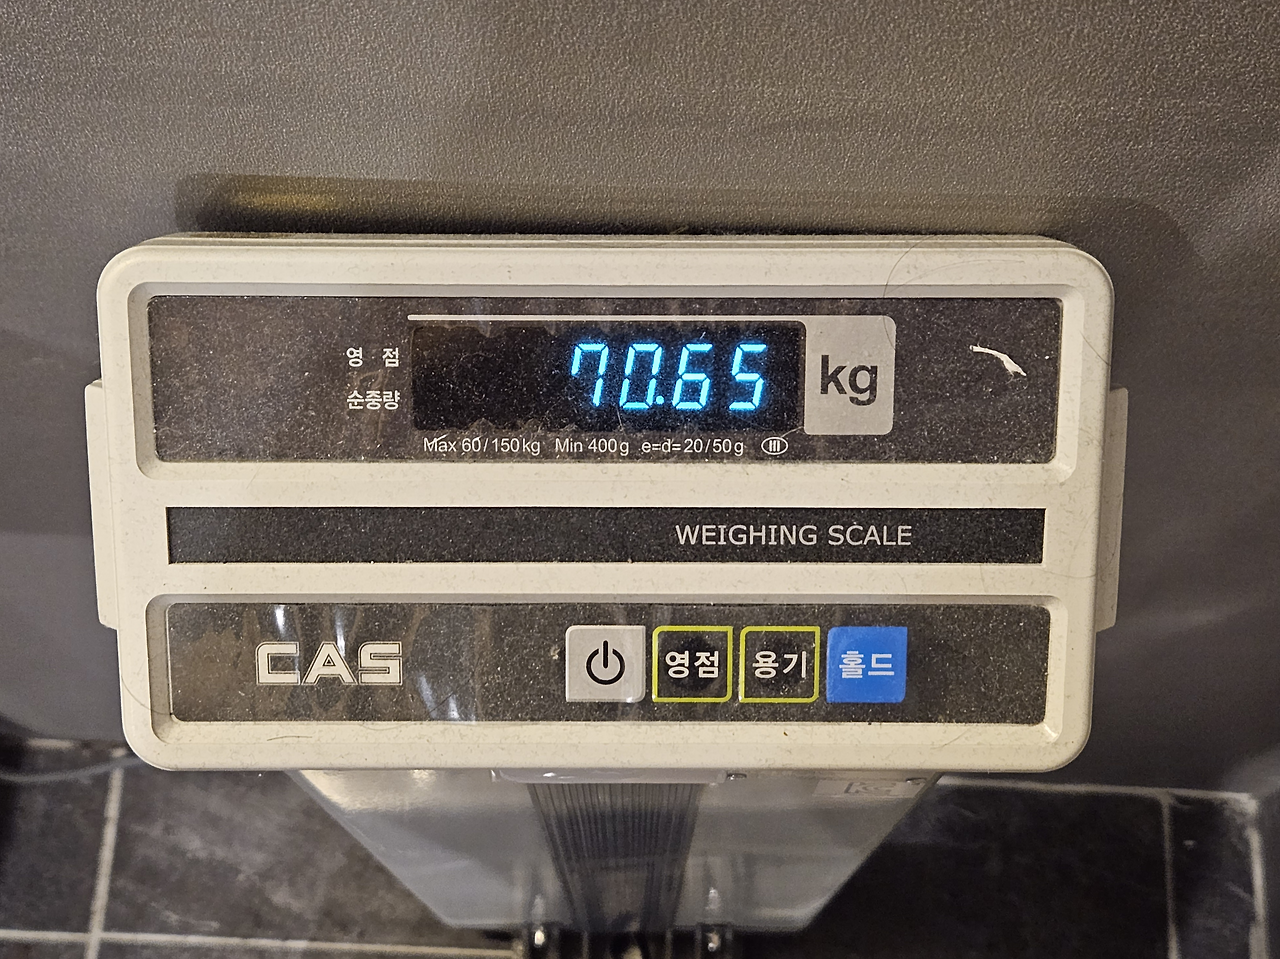 영 점
70.65
kg
순중량
Max 60/150kg Min 400g e=d=20/50g III
WEIGHING SCALE
CAS
영점 용기 홀드